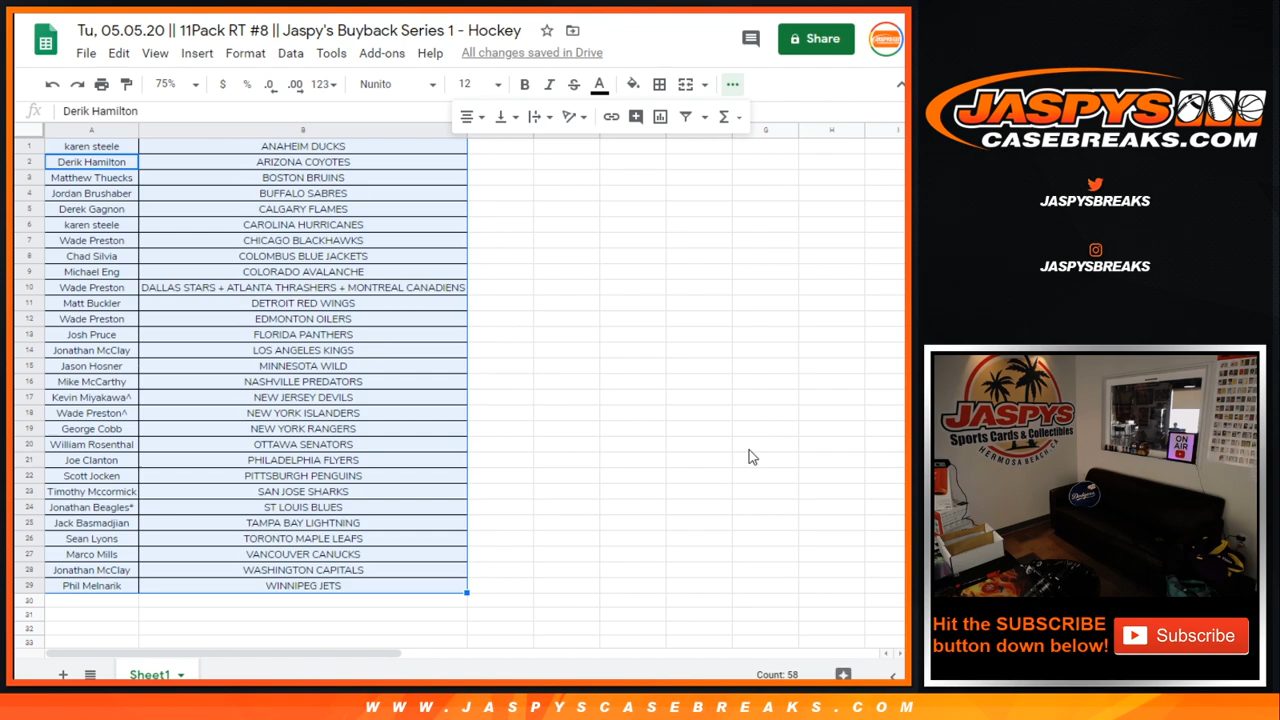 Tu, 05.05.20 || 11Pack RT #8 || Jaspy's Buyback Series 1 - Hockey
Share
File Edit View Insert Format Data Tools Add-ons Help All changes saved in Drive
75% $ % .0 .00 123 Nunito 12 B I S A
fx Derik Hamilton
A B G H I
1 karen steele ANAHEIM DUCKS
2 Derik Hamilton ARIZONA COYOTES
3 Matthew Thuecks BOSTON BRUINS
4 Jordan Brushaber BUFFALO SABRES
5 Derek Gagnon CALGARY FLAMES
6 karen steele CAROLINA HURRICANES
7 Wade Preston CHICAGO BLACKHAWKS
8 Chad Silvia COLOMBUS BLUE JACKETS
9 Michael Eng COLORADO AVALANCHE
10 Wade Preston DALLAS STARS + ATLANTA THRASHERS + MONTREAL CANADIENS
11 Matt Buckler DETROIT RED WINGS
12 Wade Preston EDMONTON OILERS
13 Josh Pruce FLORIDA PANTHERS
14 Jonathan McClay LOS ANGELES KINGS
15 Jason Hosner MINNESOTA WILD
16 Mike McCarthy NASHVILLE PREDATORS
17 Kevin Miyakawa^ NEW JERSEY DEVILS
18 Wade Preston^ NEW YORK ISLANDERS
19 George Cobb NEW YORK RANGERS
20 William Rosenthal OTTAWA SENATORS
21 Joe Clanton PHILADELPHIA FLYERS
22 Scott Jocken PITTSBURGH PENGUINS
23 Timothy Mccormick SAN JOSE SHARKS
24 Jonathan Beagles* ST LOUIS BLUES
25 Jack Basmadjian TAMPA BAY LIGHTNING
26 Sean Lyons TORONTO MAPLE LEAFS
27 Marco Mills VANCOUVER CANUCKS
28 Jonathan McClay WASHINGTON CAPITALS
29 Phil Melnarik WINNIPEG JETS
30
31
32
33
Sheet1 Count: 58
JASPYS
CASEBREAKS.COM
JASPYSBREAKS
JASPYSBREAKS
JASPYS
Sports Cards & Collectibles
HERMOSA BEACH, CA
ON
AIR
Dodgers
Hit the SUBSCRIBE
button down below!
Subscribe
WWW.JASPYSCASEBREAKS.COM